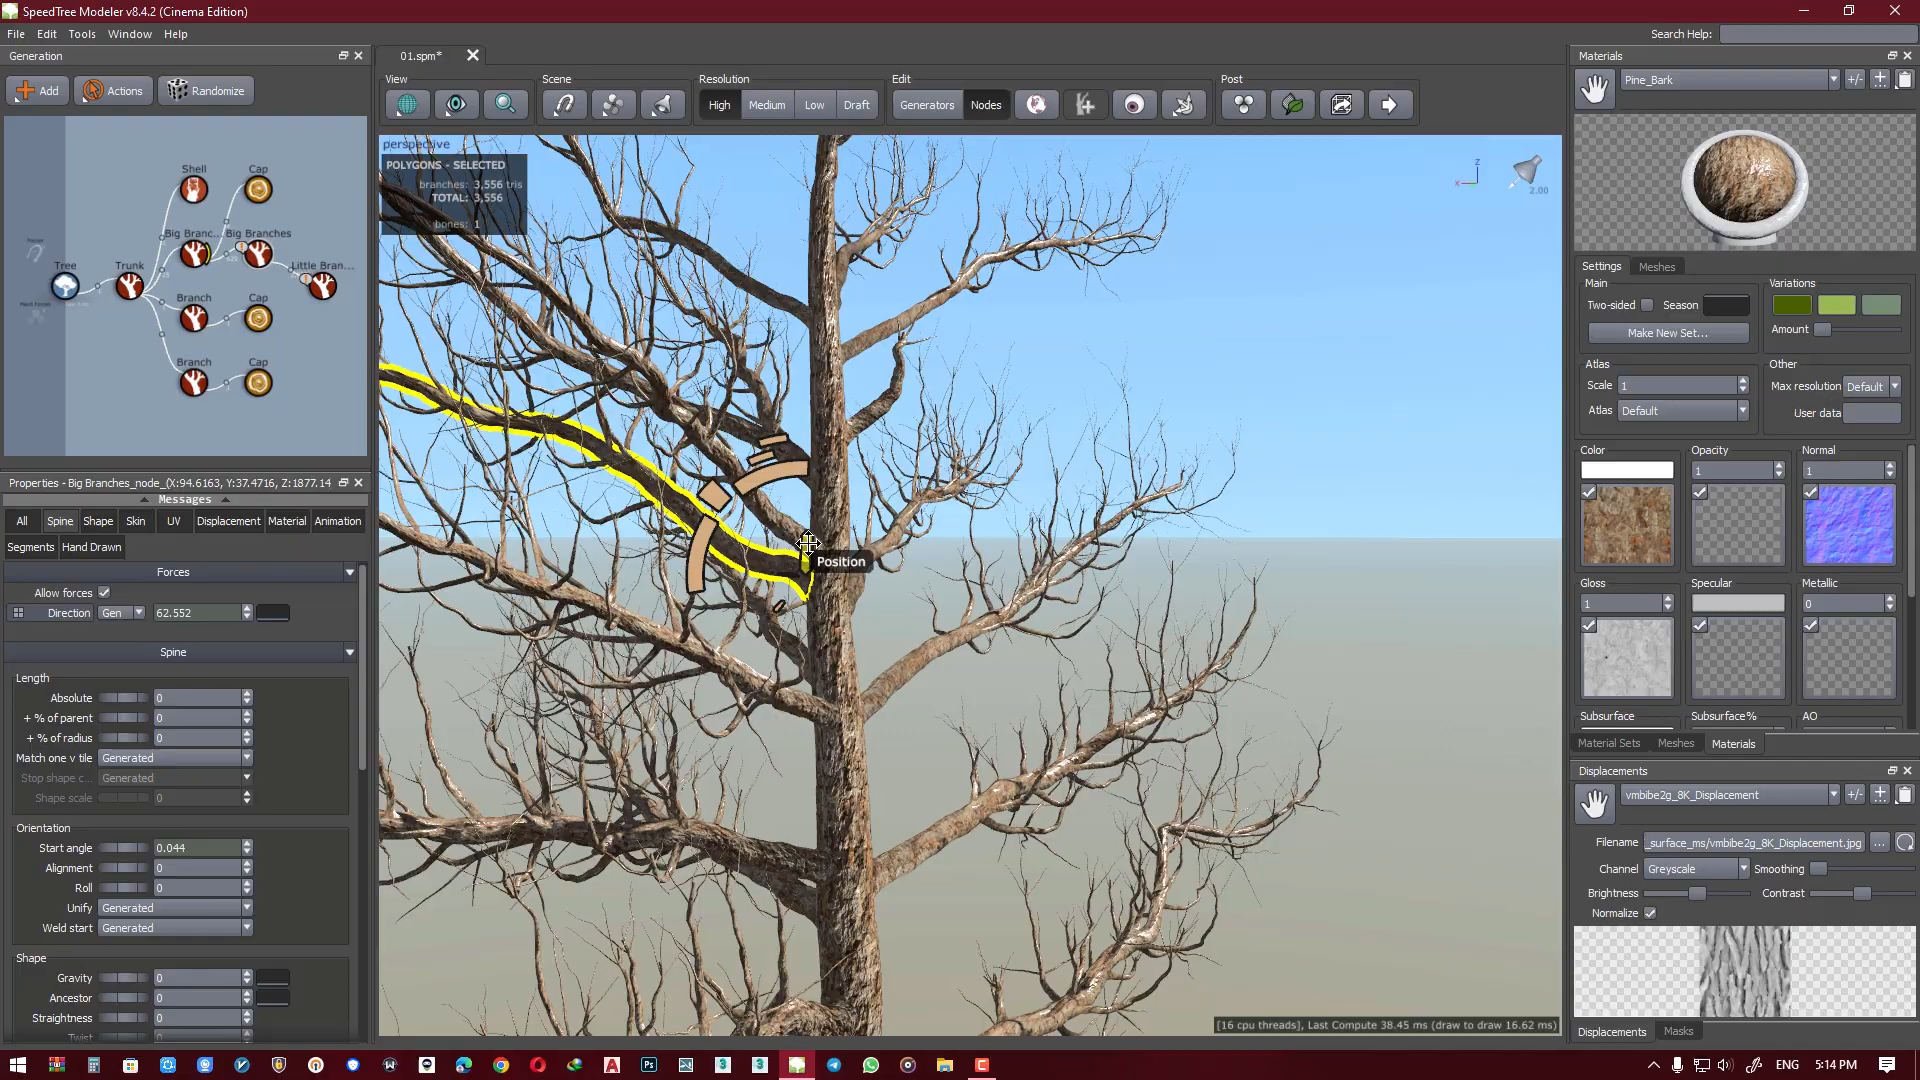 SpeedTree Modeler v8.4.2 (Cinema Edition)
File Edit Tools Window Help
Search Help:
Generation
01.spm*
Materials
Add Actions Randomize
View Scene Resolution Edit Post
High Medium Low Draft Generators Nodes
Pine_Bark
+/-
perspective
POLYGONS - SELECTED
branches: 3,556 tris
TOTAL: 3,556
bones: 1
z
x
2.00
Shell Cap
Big Branc... Big Branches
Tree Trunk Little Bran...
Branch Cap
Branch Cap
Position
Settings Meshes
Main Variations
Two-sided Season
Make New Set...
Amount
Atlas Other
Scale 1
Max resolution Default
Atlas Default
User data
Color Opacity Normal
1 1
Gloss Specular Metallic
1 0
Subsurface Subsurface% AO
Material Sets Meshes Materials
Displacements
vmbibe2g_8K_Displacement
+/-
Filename _surface_ms/vmbibe2g_8K_Displacement.jpg ...
Channel Greyscale Smoothing
Brightness Contrast
Normalize
Displacements Masks
Properties - Big Branches_node_(X:94.6163, Y:37.4716, Z:1877.14
Messages
All Spine Shape Skin UV Displacement Material Animation
Segments Hand Drawn
Forces
Allow forces
Direction Gen 62.552
Spine
Length
Absolute 0
+ % of parent 0
+ % of radius 0
Match one v tile Generated
Stop shape c... Generated
Shape scale 0
Orientation
Start angle 0.044
Alignment 0
Roll 0
Unify Generated
Weld start Generated
Shape
Gravity 0
Ancestor 0
Straightness 0
Twist 0
[16 cpu threads], Last Compute 38.45 ms (draw to draw 16.62 ms)
ENG 5:14 PM